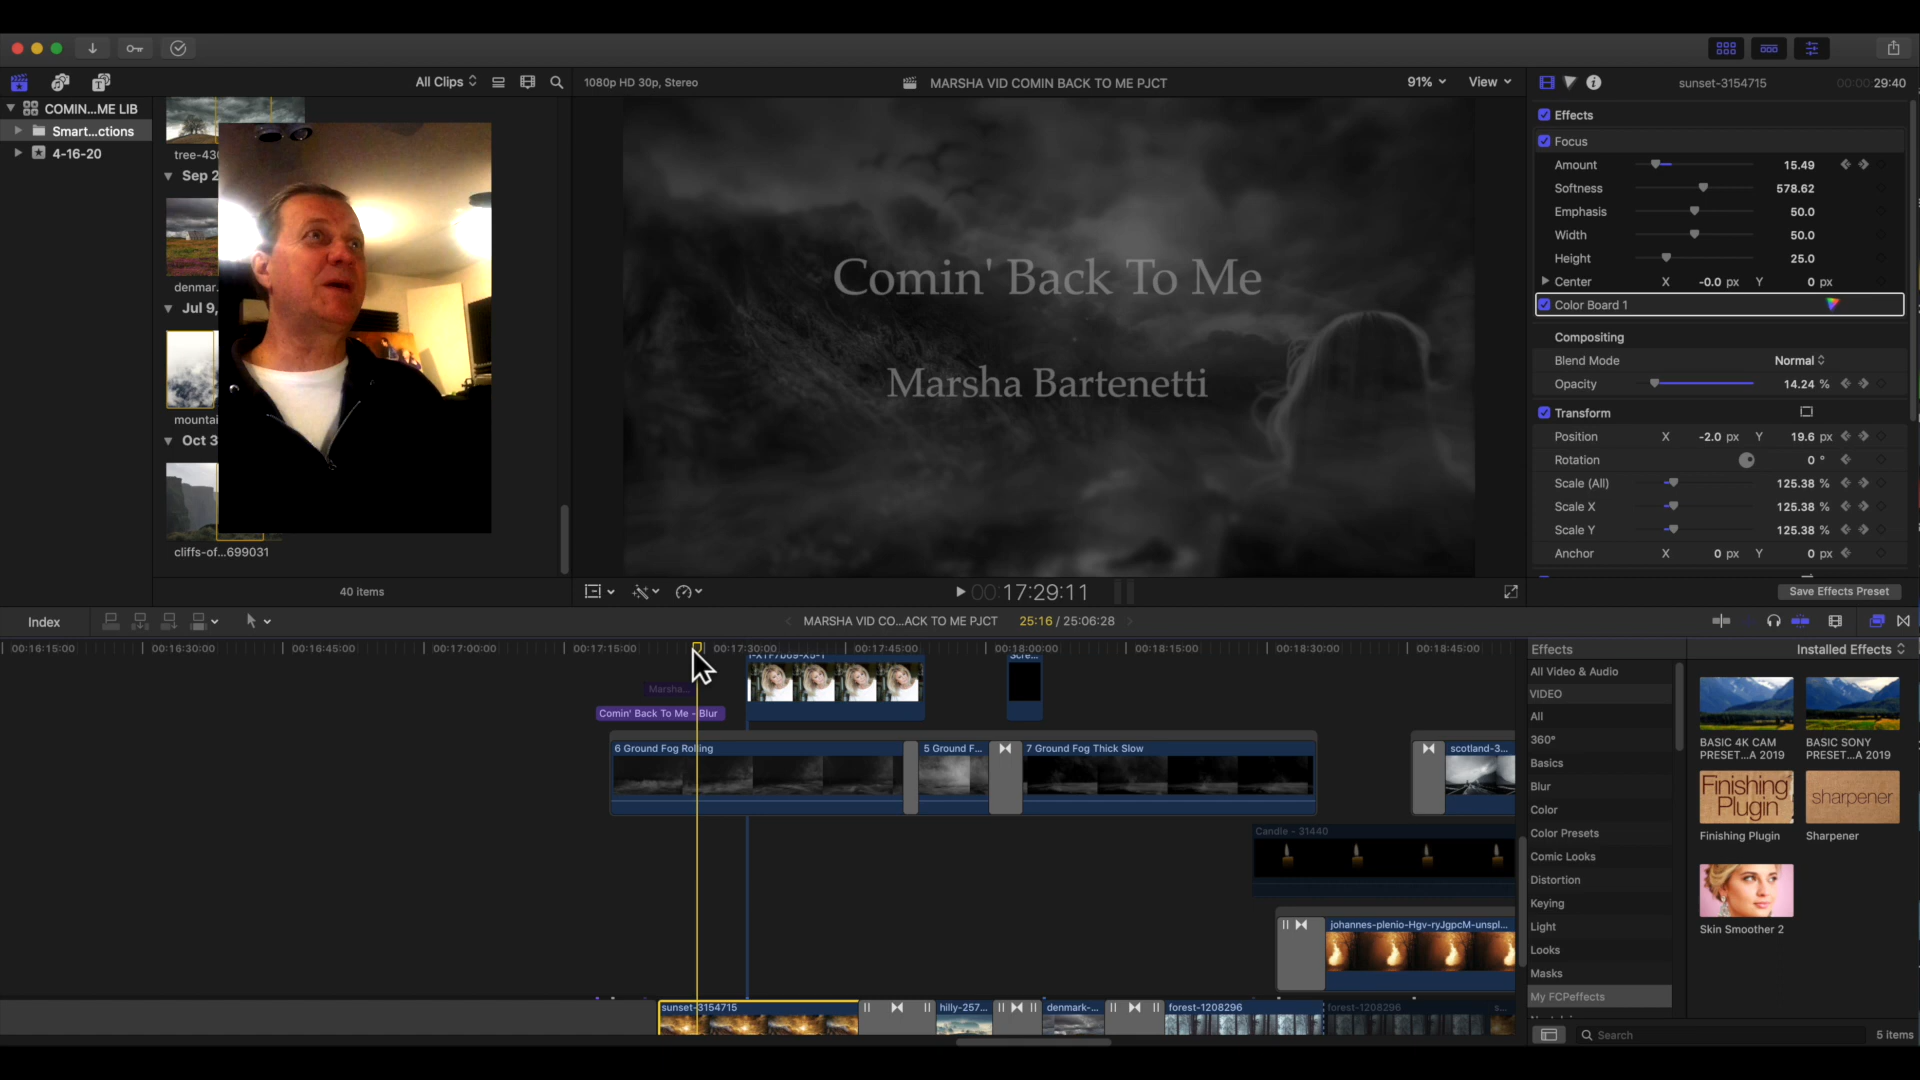 All Clips
1080p HD 30p, Stereo
MARSHA VID COMIN BACK TO ME PJCT
91%
View
sunset-3154715
00:00:29:40
COMIN...ME LIB
Smart...ctions
4-16-20
tree-43
Sep 2
denmar.
Jul 9,
mountai
Oct 3
cliffs-of...699031
40 items
Comin' Back To Me
Marsha Bartenetti
00:17:29:11
Effects
Focus
Amount 15.49
Softness 578.62
Emphasis 50.0
Width 50.0
Height 25.0
Center X -0.0 px Y 0 px
Color Board 1
Compositing
Blend Mode Normal
Opacity 14.24 %
Transform
Position X -2.0 px Y 19.6 px
Rotation 0 °
Scale (All) 125.38 %
Scale X 125.38 %
Scale Y 125.38 %
Anchor X 0 px Y 0 px
Save Effects Preset
Index
MARSHA VID CO...ACK TO ME PJCT
25:16 / 25:06:28
00:16:15:00
00:16:30:00
00:16:45:00
00:17:00:00
00:17:15:00
00:17:30:00
00:17:45:00
00:18:00:00
00:18:15:00
00:18:30:00
00:18:45:00
Scre...
Marsha...
Comin' Back To Me - Blur
6 Ground Fog Rolling
5 Ground F...
7 Ground Fog Thick Slow
scotland-3...
Candle - 31440
johannes-plenio-Hgv-ryJgpcM-unspl...
sunset-3154715
hilly-257...
denmark-...
forest-1208296
forest-1208296
s...
Effects
Installed Effects
All Video & Audio
VIDEO
All
360°
Basics
Blur
Color
Color Presets
Comic Looks
Distortion
Keying
Light
Looks
Masks
My FCPeffects
BASIC 4K CAM
PRESET...A 2019
BASIC SONY
PRESET...A 2019
Finishing
Plugin
Finishing Plugin
sharpener
Sharpener
Skin Smoother 2
Search
5 items